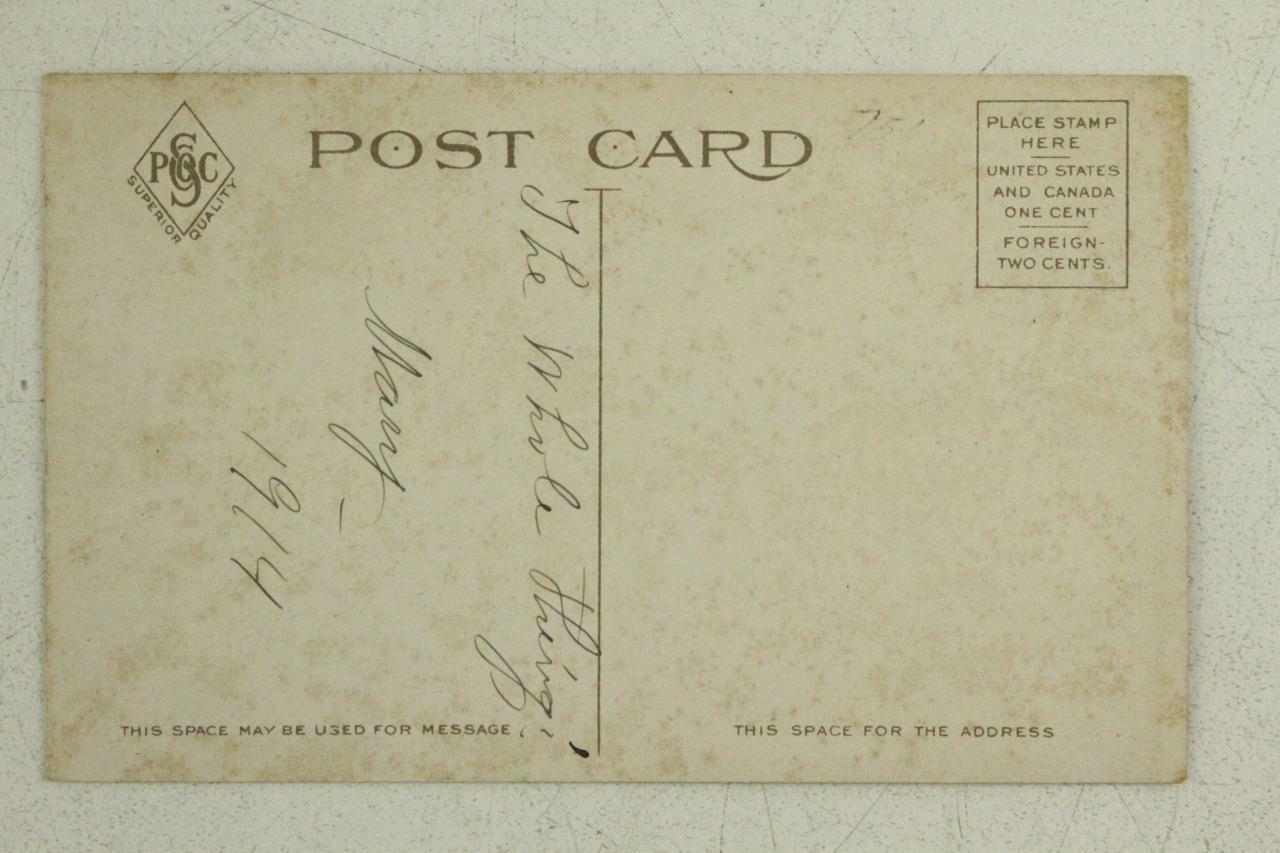 POST CARD
SUPERIOR QUALITY
PLACE STAMP
HERE
UNITED STATES
AND CANADA
ONE CENT
FOREIGN-
TWO CENTS.
"The Whole Thing."
Mary –
1914
THIS SPACE MAY BE USED FOR MESSAGE
THIS SPACE FOR THE ADDRESS